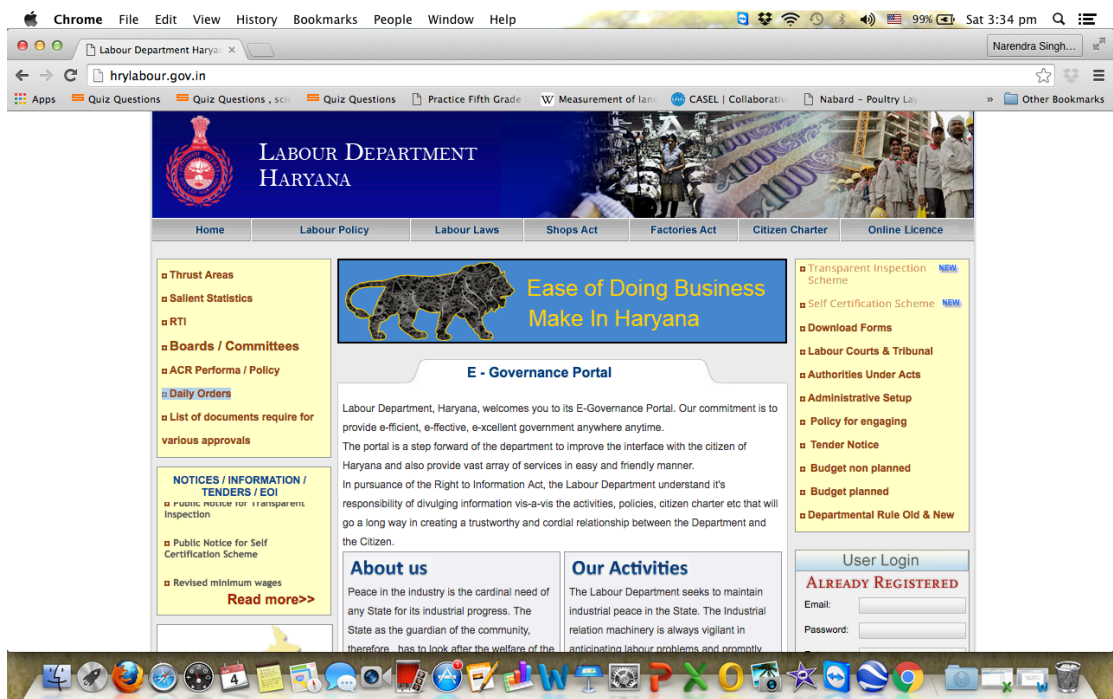 Chrome File Edit View History Bookmarks People Window Help
99% Sat 3:34 pm
Labour Department Haryan
Narendra Singh...
hrylabour.gov.in
Apps Quiz Questions Quiz Questions , sci Quiz Questions Practice Fifth Grade Measurement of land CASEL | Collaborative Nabard – Poultry Lay » Other Bookmarks
LABOUR DEPARTMENT
HARYANA
Home Labour Policy Labour Laws Shops Act Factories Act Citizen Charter Online Licence
Thrust Areas
Salient Statistics
RTI
Boards / Committees
ACR Performa / Policy
Daily Orders
List of documents require for
various approvals
NOTICES / INFORMATION /
TENDERS / EOI
Public Notice for Transparent
Inspection
Public Notice for Self
Certification Scheme
Revised minimum wages
Read more>>
Ease of Doing Business
Make In Haryana
E - Governance Portal
Labour Department, Haryana, welcomes you to its E-Governance Portal. Our commitment is to
provide e-fficient, e-ffective, e-xcellent government anywhere anytime.
The portal is a step forward of the department to improve the interface with the citizen of
Haryana and also provide vast array of services in easy and friendly manner.
In pursuance of the Right to Information Act, the Labour Department understand it's
responsibility of divulging information vis-a-vis the activities, policies, citizen charter etc that will
go a long way in creating a trustworthy and cordial relationship between the Department and
the Citizen.
About us
Peace in the industry is the cardinal need of
any State for its industrial progress. The
State as the guardian of the community,
therefore , has to look after the welfare of the
Our Activities
The Labour Department seeks to maintain
industrial peace in the State. The Industrial
relation machinery is always vigilant in
anticipating labour problems and promptly
Transparent Inspection NEW
Scheme
Self Certification Scheme NEW
Download Forms
Labour Courts & Tribunal
Authorities Under Acts
Administrative Setup
Policy for engaging
Tender Notice
Budget non planned
Budget planned
Departmental Rule Old & New
User Login
ALREADY REGISTERED
Email:
Password:
4